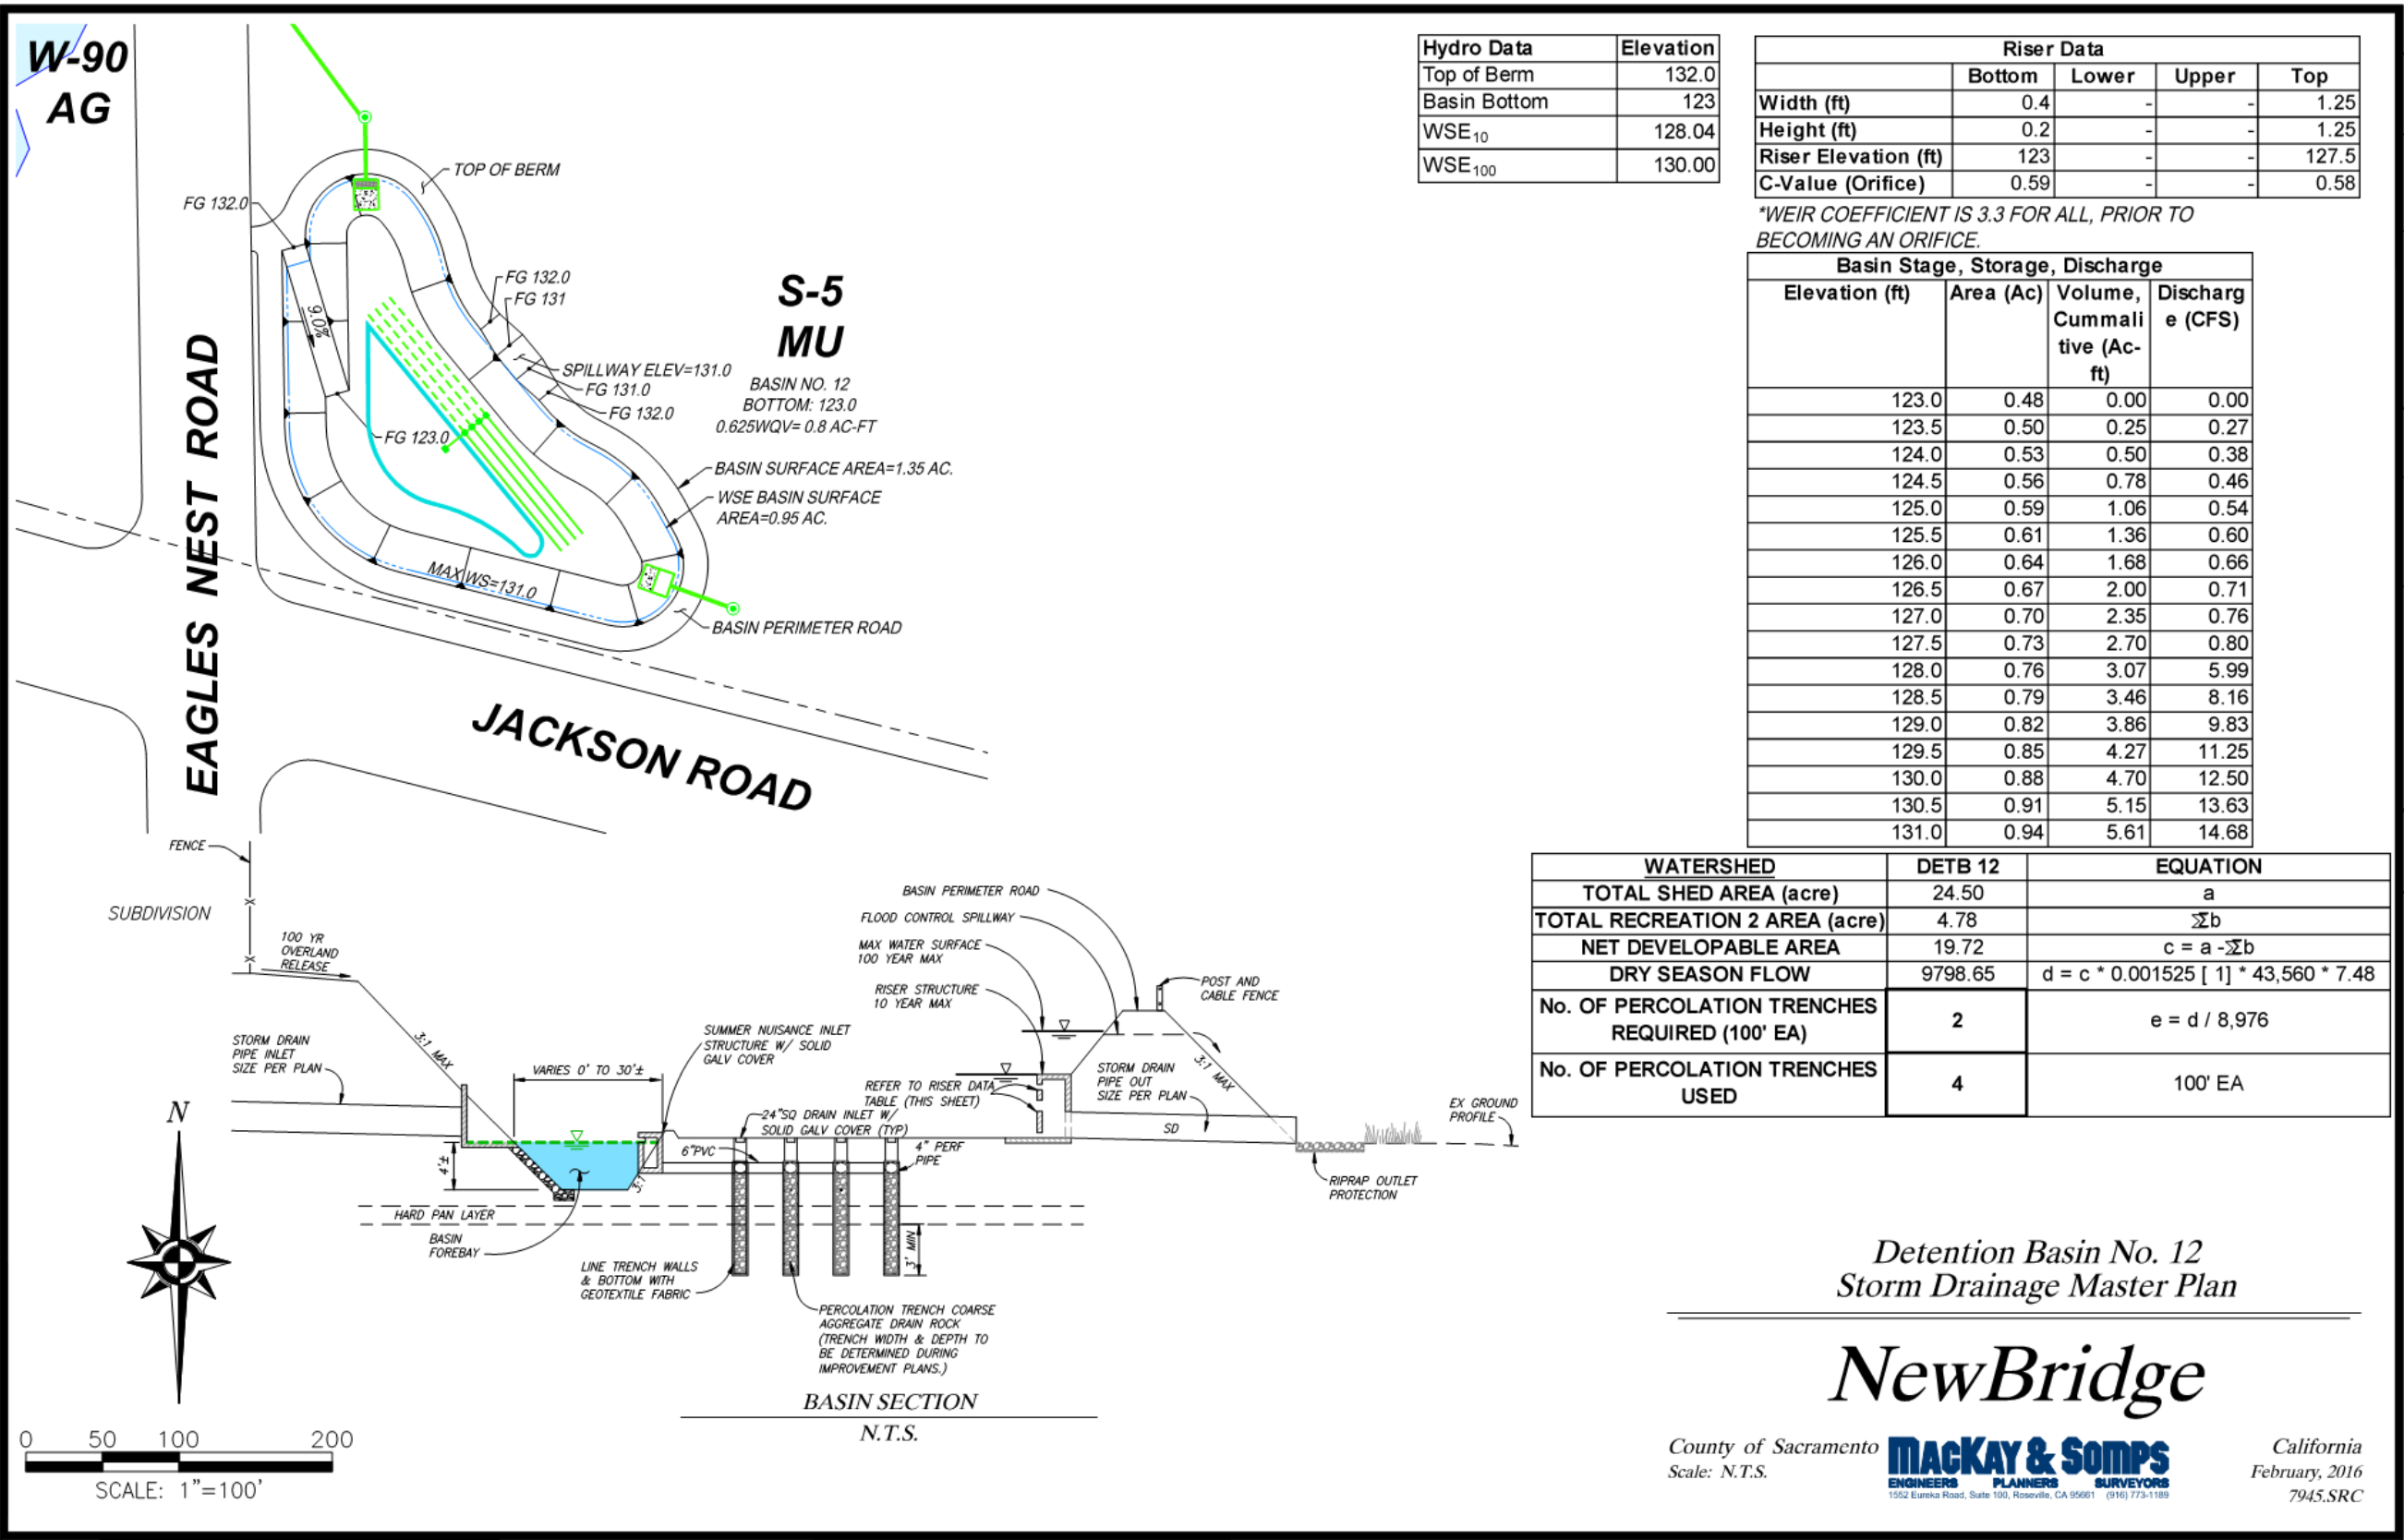 W-90
AG
TOP OF BERM
FG 132.0
FG 132.0
FG 131
9.0%
SPILLWAY ELEV=131.0
FG 131.0
FG 132.0
FG 123.0
S-5
MU
BASIN NO. 12
BOTTOM: 123.0
0.625WQV= 0.8 AC-FT
BASIN SURFACE AREA=1.35 AC.
WSE BASIN SURFACE
AREA=0.95 AC.
MAX WS=131.0
BASIN PERIMETER ROAD
EAGLES NEST ROAD
JACKSON ROAD
Hydro Data Elevation
Top of Berm 132.0
Basin Bottom 123
WSE10 128.04
WSE100 130.00
Riser Data
Bottom Lower Upper Top
Width (ft) 0.4 - - 1.25
Height (ft) 0.2 - - 1.25
Riser Elevation (ft) 123 - - 127.5
C-Value (Orifice) 0.59 - - 0.58
*WEIR COEFFICIENT IS 3.3 FOR ALL, PRIOR TO
BECOMING AN ORIFICE.
Basin Stage, Storage, Discharge
Elevation (ft) Area (Ac) Volume, Discharg
Cummali e (CFS)
tive (Ac-
ft)
123.0 0.48 0.00 0.00
123.5 0.50 0.25 0.27
124.0 0.53 0.50 0.38
124.5 0.56 0.78 0.46
125.0 0.59 1.06 0.54
125.5 0.61 1.36 0.60
126.0 0.64 1.68 0.66
126.5 0.67 2.00 0.71
127.0 0.70 2.35 0.76
127.5 0.73 2.70 0.80
128.0 0.76 3.07 5.99
128.5 0.79 3.46 8.16
129.0 0.82 3.86 9.83
129.5 0.85 4.27 11.25
130.0 0.88 4.70 12.50
130.5 0.91 5.15 13.63
131.0 0.94 5.61 14.68
WATERSHED DETB 12 EQUATION
TOTAL SHED AREA (acre) 24.50 a
TOTAL RECREATION 2 AREA (acre) 4.78 ∑b
NET DEVELOPABLE AREA 19.72 c = a -∑b
DRY SEASON FLOW 9798.65 d = c * 0.001525 [ 1] * 43,560 * 7.48
No. OF PERCOLATION TRENCHES
REQUIRED (100' EA) 2 e = d / 8,976
No. OF PERCOLATION TRENCHES
USED 4 100' EA
FENCE
SUBDIVISION
100 YR
OVERLAND
RELEASE
3:1 MAX
STORM DRAIN
PIPE INLET
SIZE PER PLAN
VARIES 0' TO 30'±
SUMMER NUISANCE INLET
STRUCTURE W/ SOLID
GALV COVER
BASIN PERIMETER ROAD
FLOOD CONTROL SPILLWAY
MAX WATER SURFACE
100 YEAR MAX
RISER STRUCTURE
10 YEAR MAX
POST AND
CABLE FENCE
3:1 MAX
STORM DRAIN
PIPE OUT
SIZE PER PLAN
SD
REFER TO RISER DATA
TABLE (THIS SHEET)
24"SQ DRAIN INLET W/
SOLID GALV COVER (TYP)
6"PVC
4" PERF
PIPE
4'±
3:1
EX GROUND
PROFILE
RIPRAP OUTLET
PROTECTION
HARD PAN LAYER
BASIN
FOREBAY
3' MIN
LINE TRENCH WALLS
& BOTTOM WITH
GEOTEXTILE FABRIC
PERCOLATION TRENCH COARSE
AGGREGATE DRAIN ROCK
(TRENCH WIDTH & DEPTH TO
BE DETERMINED DURING
IMPROVEMENT PLANS.)
BASIN SECTION
N.T.S.
N
0 50 100 200
SCALE: 1"=100'
Detention Basin No. 12
Storm Drainage Master Plan
NewBridge
County of Sacramento
Scale: N.T.S.
MACKAY & SOMPS
ENGINEERS PLANNERS SURVEYORS
1552 Eureka Road, Suite 100, Roseville, CA 95661 (916) 773-1189
California
February, 2016
7945.SRC